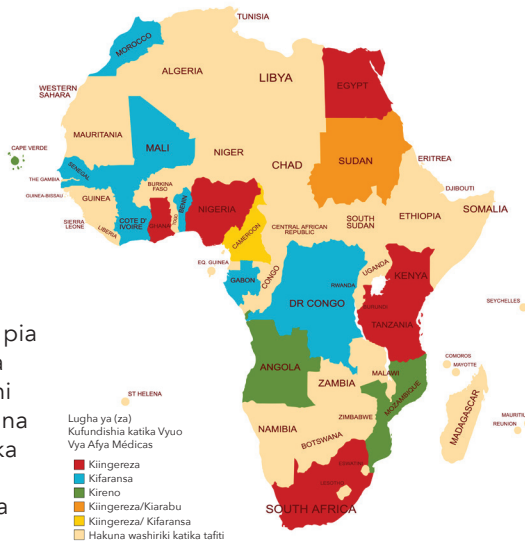 TUNISIA
MOROCCO
ALGERIA
LIBYA
EGYPT
WESTERN
SAHARA
MAURITANIA
MALI
NIGER
CHAD
SUDAN
ERITREA
CAPE VERDE
SENEGAL
THE GAMBIA
GUINEA-BISSAU
GUINEA
SIERRA
LEONE
LIBERIA
COTE D'
IVOIRE
BURKINA
FASO
GHANA
TOGO
BENIN
NIGERIA
CAMEROON
CENTRAL AFRICAN
REPUBLIC
SOUTH
SUDAN
DJIBOUTI
ETHIOPIA
SOMALIA
EQ. GUINEA
GABON
CONGO
DR CONGO
UGANDA
RWANDA
BURUNDI
KENYA
TANZANIA
SEYCHELLES
COMOROS
MAYOTTE
ANGOLA
ZAMBIA
MALAWI
MOZAMBIQUE
MADAGASCAR
MAURITIU
REUNION
ST HELENA
NAMIBIA
BOTSWANA
ZIMBABWE
ESWATINI
LESOTHO
SOUTH AFRICA
pia
a
ni
na
ka
a
Lugha ya (za)
Kufundishia katika Vyuo
Vya Afya Médicas
Kiingereza
Kifaransa
Kireno
Kiingereza/Kiarabu
Kiingereza/ Kifaransa
Hakuna washiriki katika tafiti